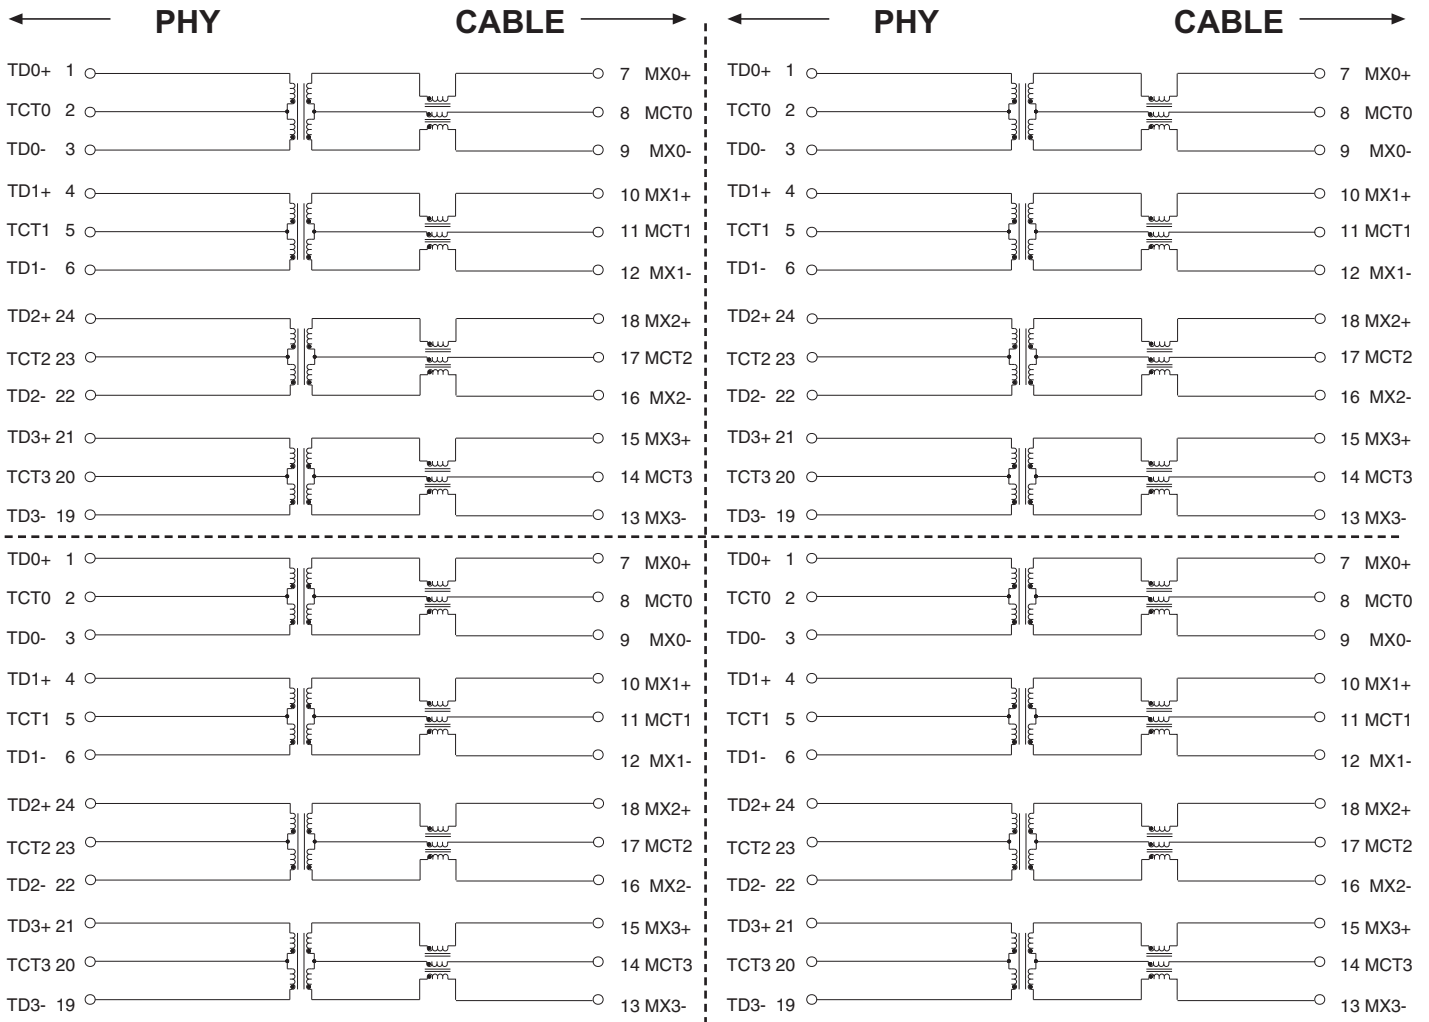 PHY CABLE PHY CABLE
TD0+ 1 7 MX0+ TD0+ 1 7 MX0+
TCT0 2 8 MCT0 TCT0 2 8 MCT0
TD0- 3 9 MX0- TD0- 3 9 MX0-
TD1+ 4 10 MX1+ TD1+ 4 10 MX1+
TCT1 5 11 MCT1 TCT1 5 11 MCT1
TD1- 6 12 MX1- TD1- 6 12 MX1-
TD2+ 24 18 MX2+ TD2+ 24 18 MX2+
TCT2 23 17 MCT2 TCT2 23 17 MCT2
TD2- 22 16 MX2- TD2- 22 16 MX2-
TD3+ 21 15 MX3+ TD3+ 21 15 MX3+
TCT3 20 14 MCT3 TCT3 20 14 MCT3
TD3- 19 13 MX3- TD3- 19 13 MX3-
TD0+ 1 7 MX0+ TD0+ 1 7 MX0+
TCT0 2 8 MCT0 TCT0 2 8 MCT0
TD0- 3 9 MX0- TD0- 3 9 MX0-
TD1+ 4 10 MX1+ TD1+ 4 10 MX1+
TCT1 5 11 MCT1 TCT1 5 11 MCT1
TD1- 6 12 MX1- TD1- 6 12 MX1-
TD2+ 24 18 MX2+ TD2+ 24 18 MX2+
TCT2 23 17 MCT2 TCT2 23 17 MCT2
TD2- 22 16 MX2- TD2- 22 16 MX2-
TD3+ 21 15 MX3+ TD3+ 21 15 MX3+
TCT3 20 14 MCT3 TCT3 20 14 MCT3
TD3- 19 13 MX3- TD3- 19 13 MX3-